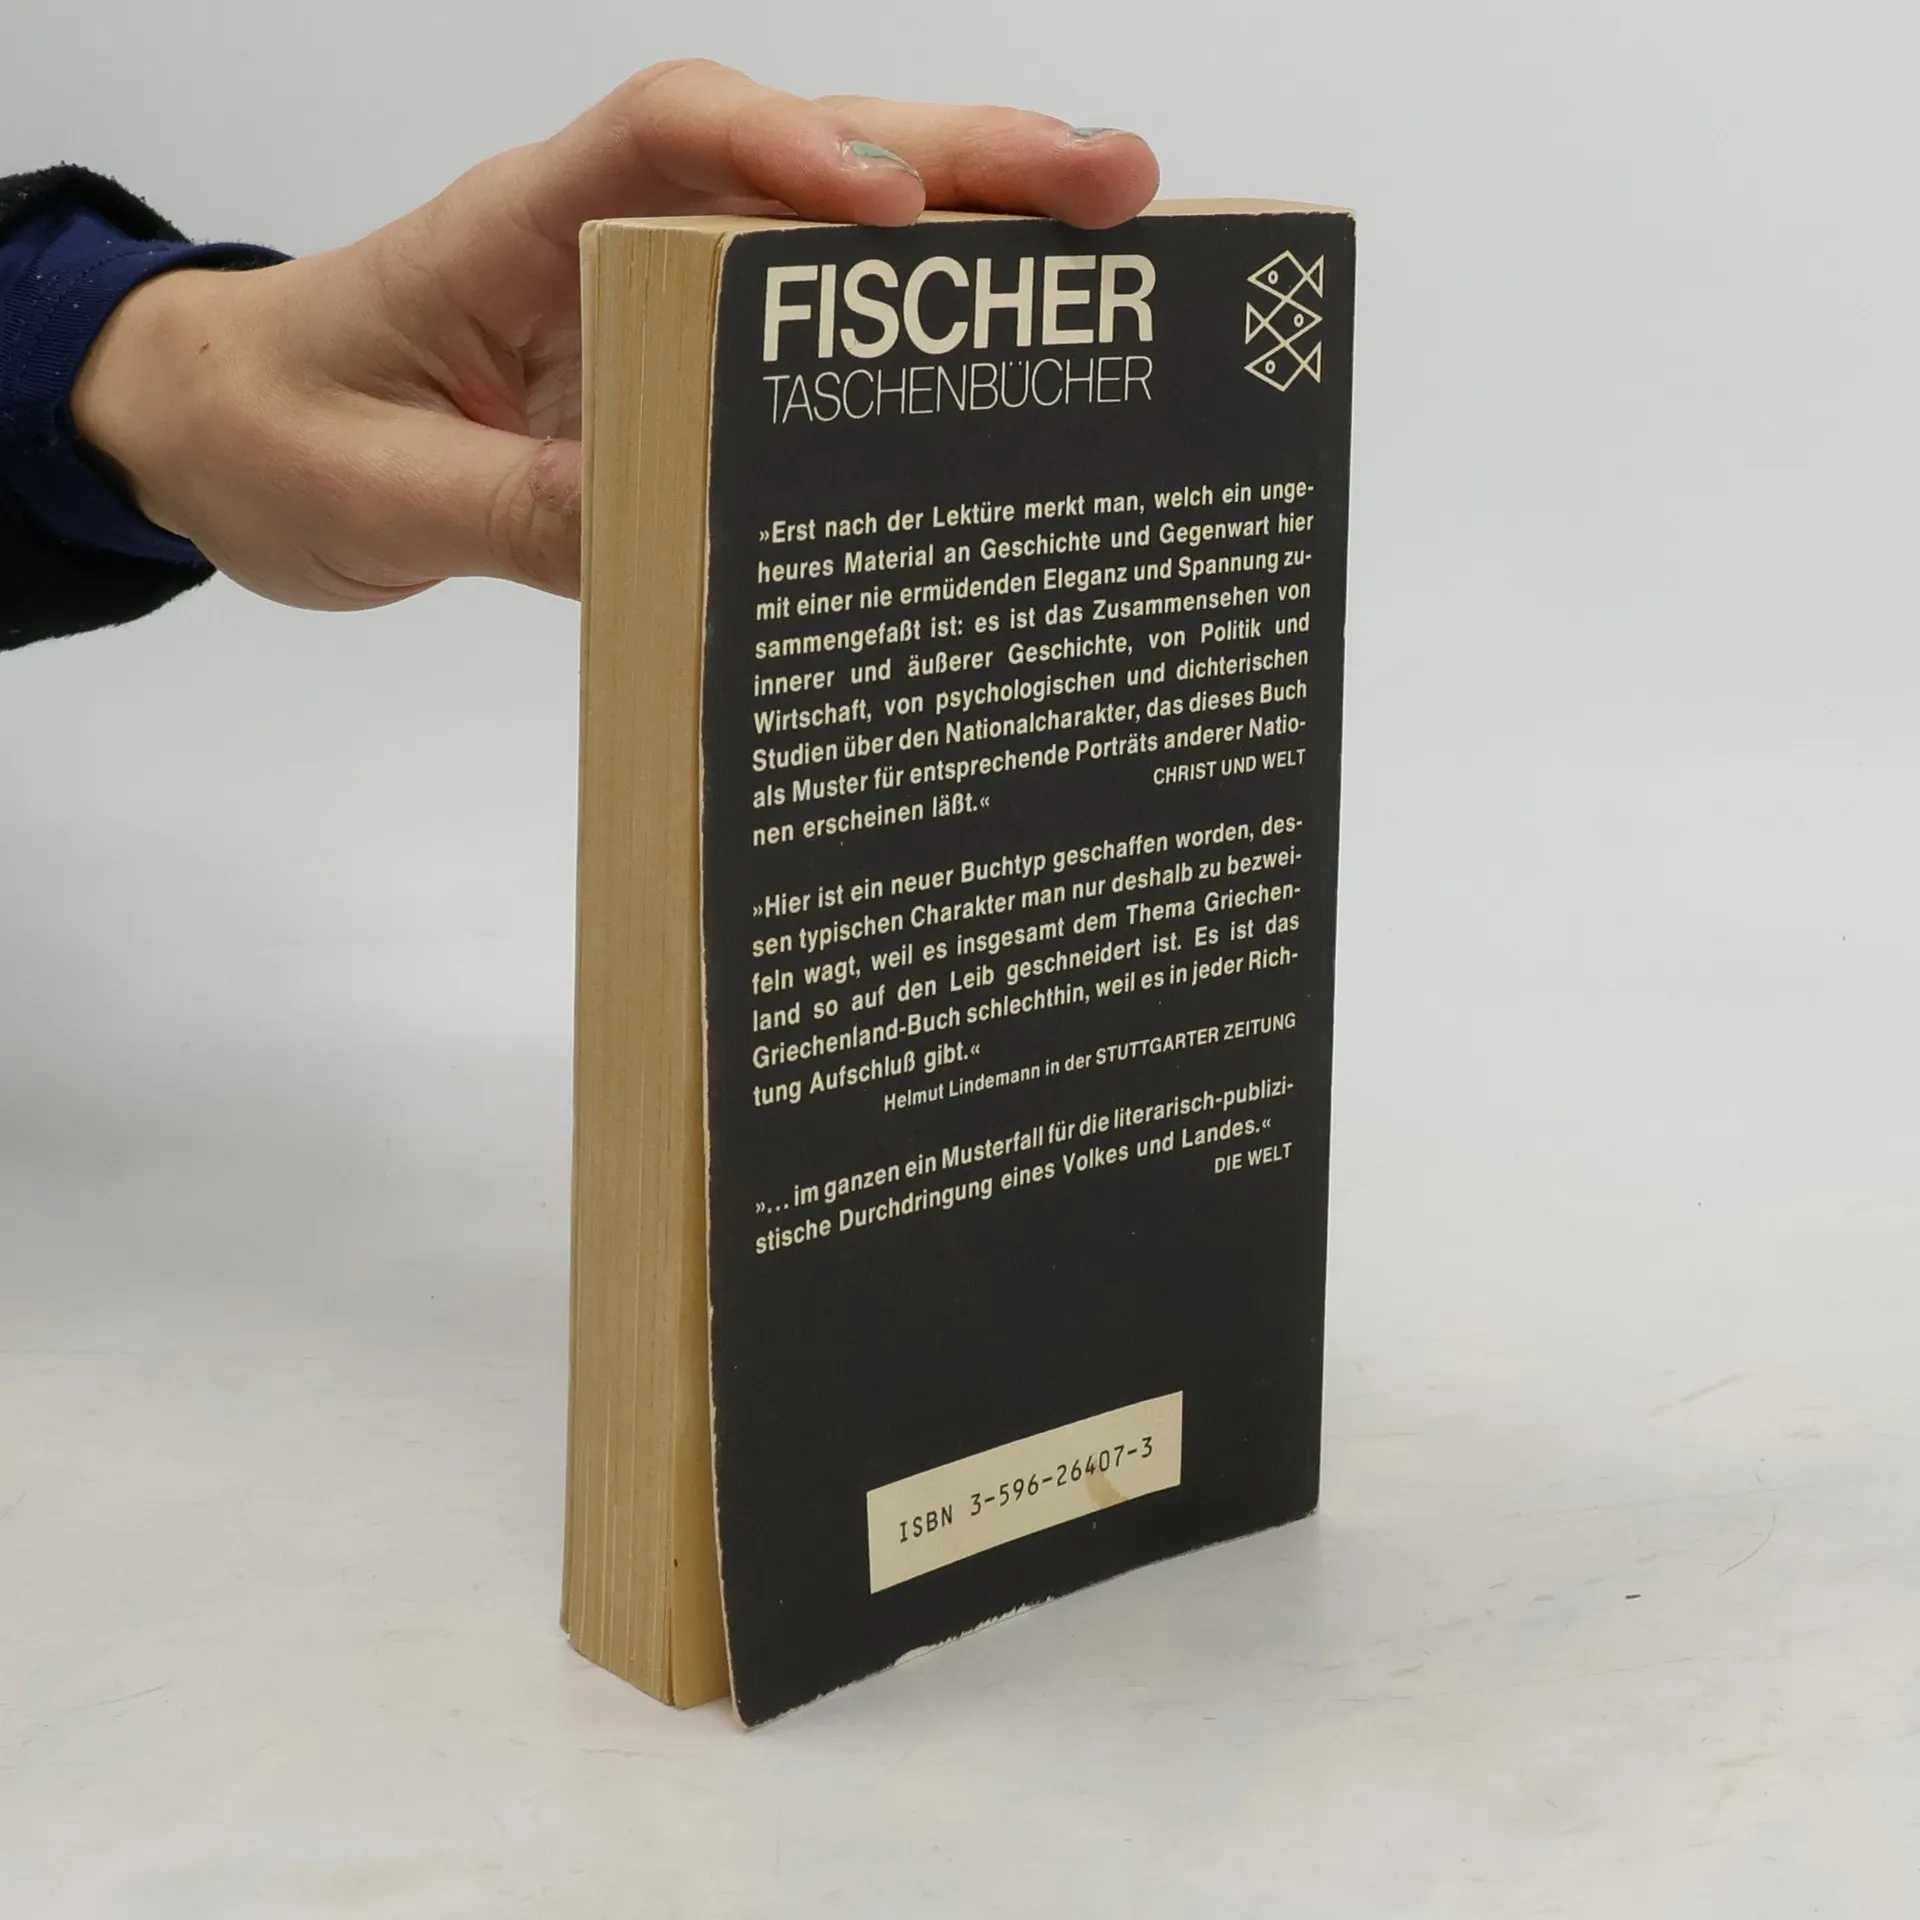 FISCHER
TASCHENBÜCHER
»Erst nach der Lektüre merkt man, welch ein unge-
heures Material an Geschichte und Gegenwart hier
mit einer nie ermüdenden Eleganz und Spannung zu-
sammengefaßt ist: es ist das Zusammensehen von
innerer und äußerer Geschichte, von Politik und
Wirtschaft, von psychologischen und dichterischen
Studien über den Nationalcharakter, das dieses Buch
als Muster für entsprechende Porträts anderer Natio-
nen erscheinen läßt.«
CHRIST UND WELT
»Hier ist ein neuer Buchtyp geschaffen worden, des-
sen typischen Charakter man nur deshalb zu bezwei-
feln wagt, weil es insgesamt dem Thema Griechen-
land so auf den Leib geschneidert ist. Es ist das
Griechenland-Buch schlechthin, weil es in jeder Rich-
tung Aufschluß gibt.«
Helmut Lindemann in der STUTTGARTER ZEITUNG
»... im ganzen ein Musterfall für die literarisch-publizi-
stische Durchdringung eines Volkes und Landes.«
DIE WELT
ISBN 3-596-26407-3